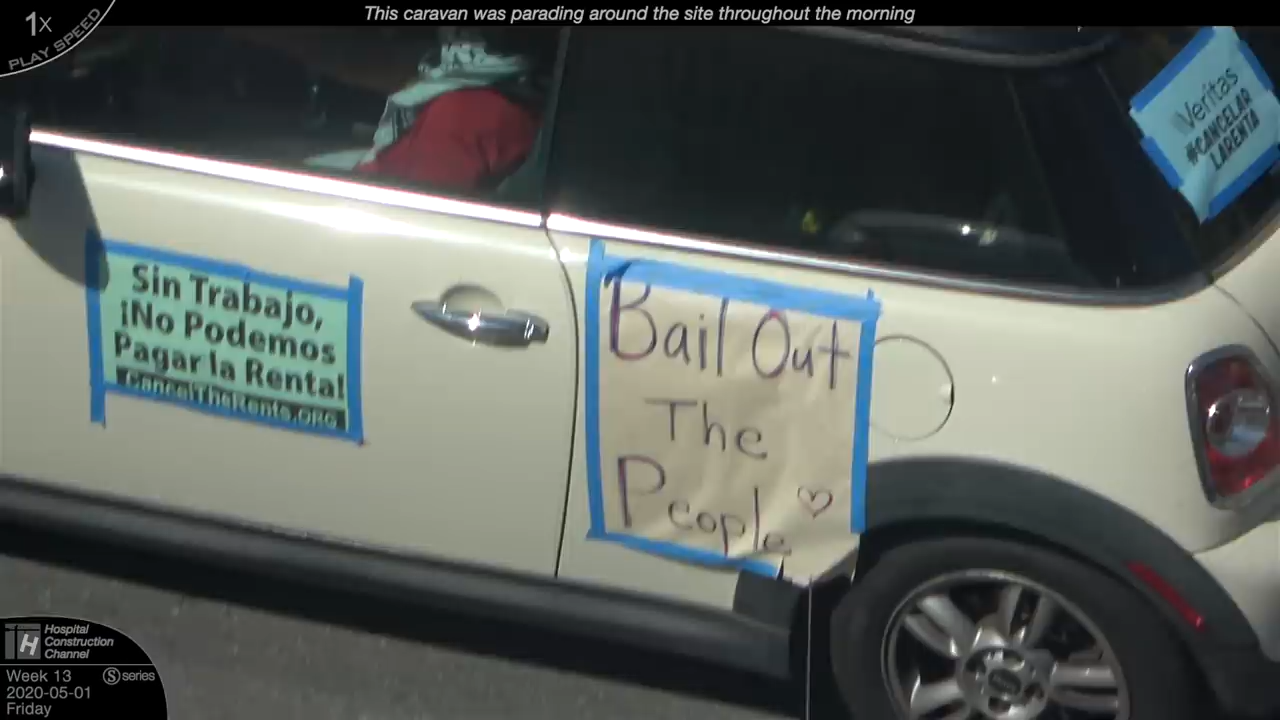 This caravan was parading around the site throughout the morning
1x
PLAY SPEED
Veritas
#CANCELAR
LARENTA
Sin Trabajo,
¡No Podemos
Pagar la Renta!
CancelTheRents.ORG
Bail Out
The
People ♡
Hospital
Construction
Channel
H
Week 13
S series
2020-05-01
Friday